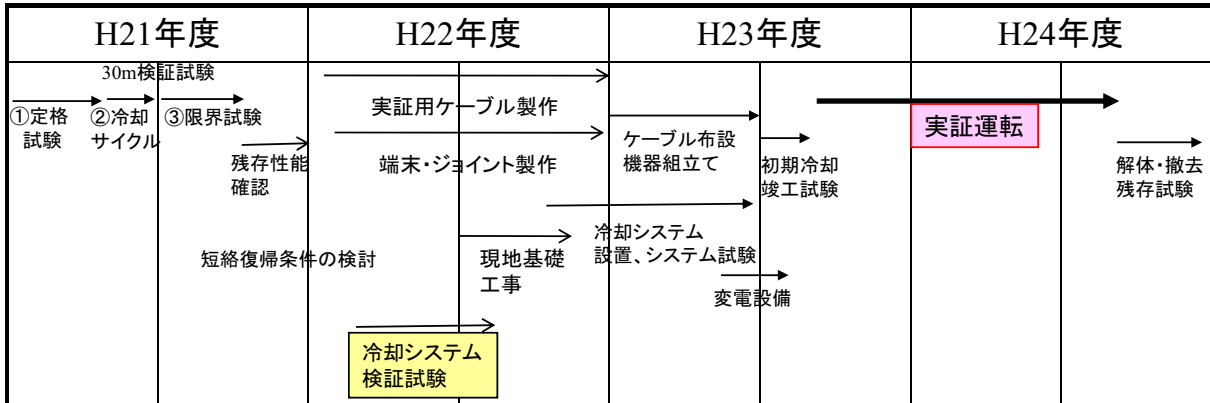 H21年度
H22年度
H23年度
H24年度
30m検証試験
①定格
試験
②冷却
サイクル
③限界試験
残存性能
確認
短絡復帰条件の検討
実証用ケーブル製作
端末・ジョイント製作
現地基礎
工事
冷却システム
検証試験
ケーブル布設
機器組立て
初期冷却
竣工試験
冷却システム
設置、システム試験
変電設備
実証運転
解体・撤去
残存試験